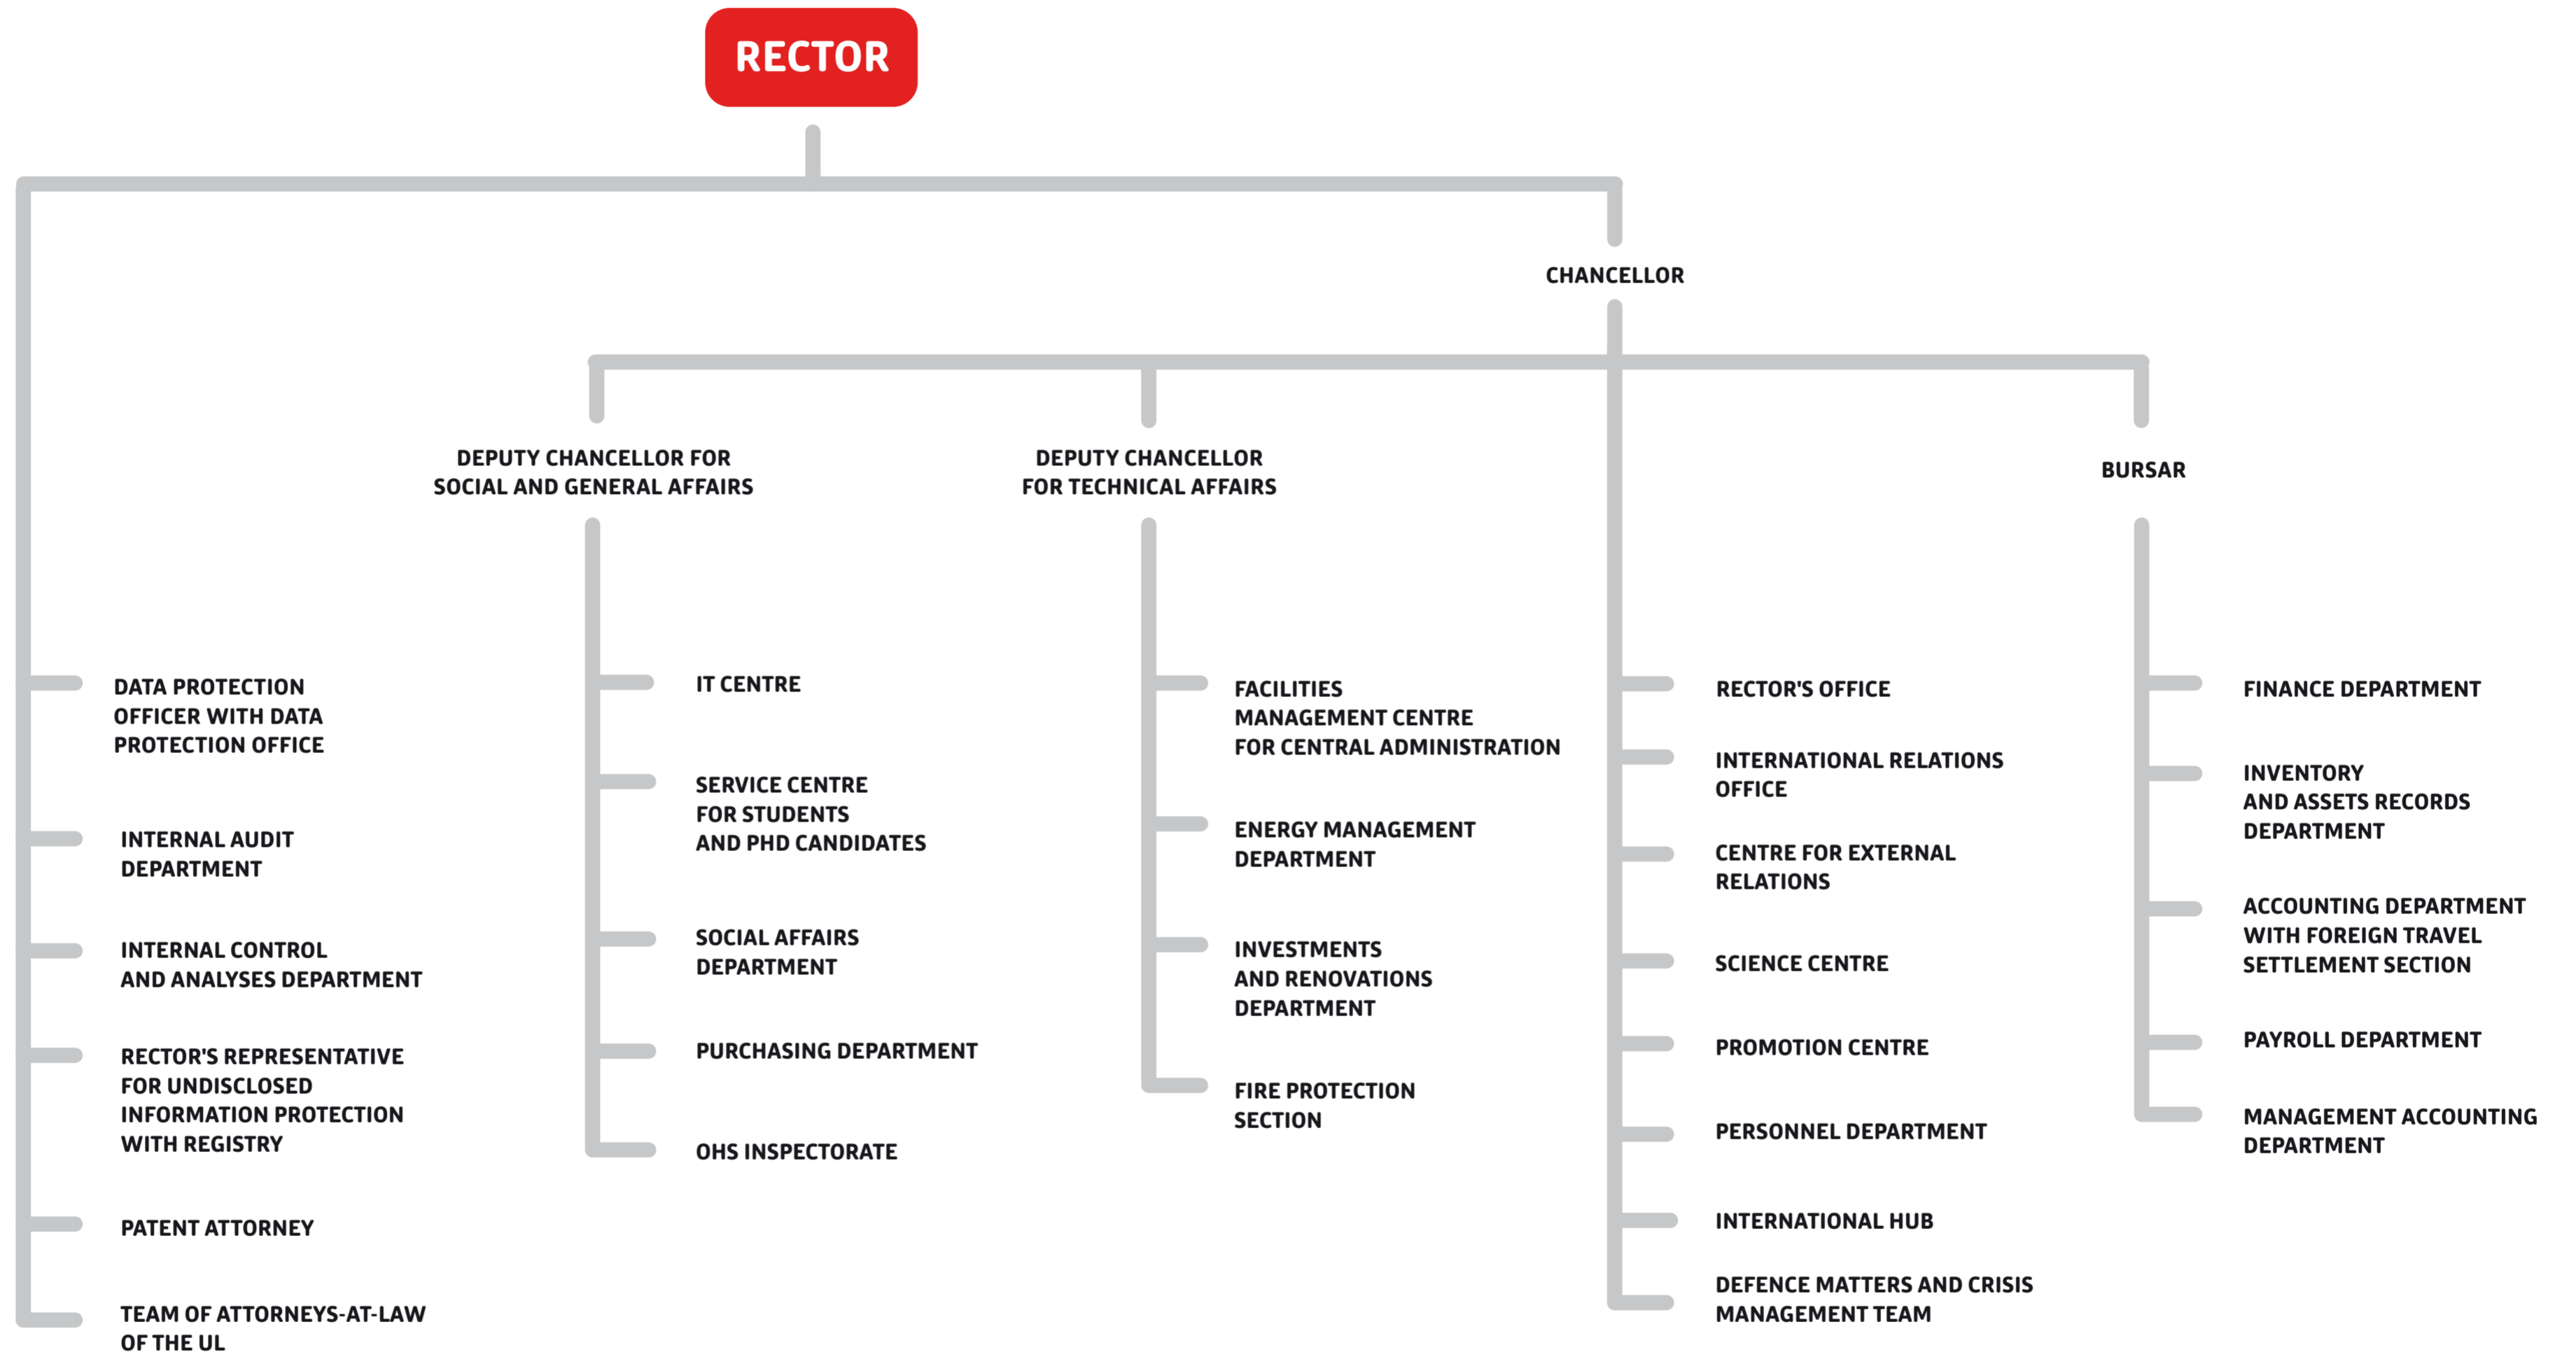 RECTOR
CHANCELLOR
DEPUTY CHANCELLOR FOR
SOCIAL AND GENERAL AFFAIRS
DEPUTY CHANCELLOR
FOR TECHNICAL AFFAIRS
BURSAR
DATA PROTECTION
OFFICER WITH DATA
PROTECTION OFFICE
INTERNAL AUDIT
DEPARTMENT
INTERNAL CONTROL
AND ANALYSES DEPARTMENT
RECTOR'S REPRESENTATIVE
FOR UNDISCLOSED
INFORMATION PROTECTION
WITH REGISTRY
PATENT ATTORNEY
TEAM OF ATTORNEYS-AT-LAW
OF THE UL
IT CENTRE
SERVICE CENTRE
FOR STUDENTS
AND PHD CANDIDATES
SOCIAL AFFAIRS
DEPARTMENT
PURCHASING DEPARTMENT
OHS INSPECTORATE
FACILITIES
MANAGEMENT CENTRE
FOR CENTRAL ADMINISTRATION
ENERGY MANAGEMENT
DEPARTMENT
INVESTMENTS
AND RENOVATIONS
DEPARTMENT
FIRE PROTECTION
SECTION
RECTOR'S OFFICE
INTERNATIONAL RELATIONS
OFFICE
CENTRE FOR EXTERNAL
RELATIONS
SCIENCE CENTRE
PROMOTION CENTRE
PERSONNEL DEPARTMENT
INTERNATIONAL HUB
DEFENCE MATTERS AND CRISIS
MANAGEMENT TEAM
FINANCE DEPARTMENT
INVENTORY
AND ASSETS RECORDS
DEPARTMENT
ACCOUNTING DEPARTMENT
WITH FOREIGN TRAVEL
SETTLEMENT SECTION
PAYROLL DEPARTMENT
MANAGEMENT ACCOUNTING
DEPARTMENT